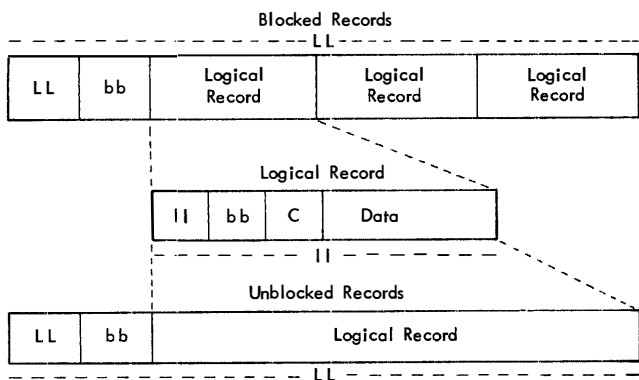 Blocked Records
LL
LL bb Logical Record Logical Record Logical Record
Logical Record
ll bb C Data
ll
Unblocked Records
LL bb Logical Record
LL